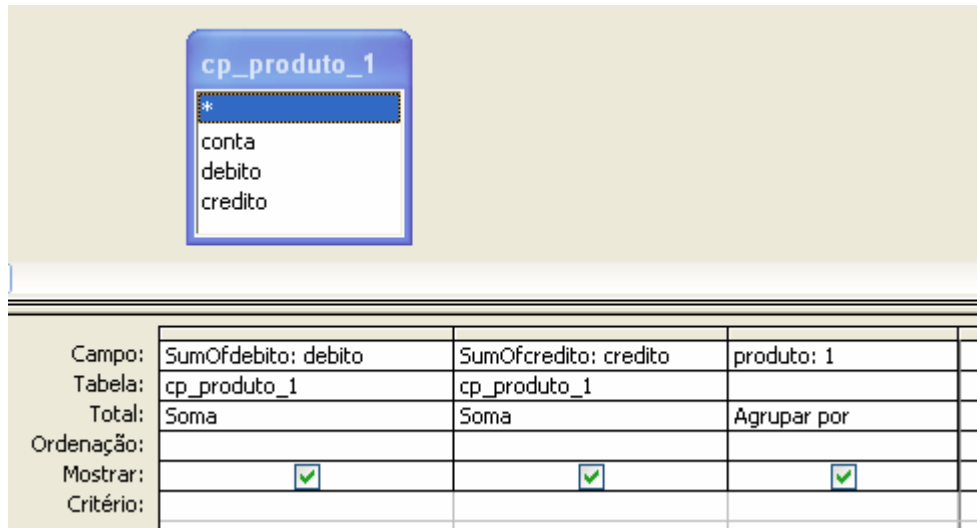 cp_produto_1
*
conta
debito
credito
Campo: SumOfdebito: debito SumOfcredito: credito produto: 1
Tabela: cp_produto_1 cp_produto_1
Total: Soma Soma Agrupar por
Ordenação:
Mostrar:
Critério: